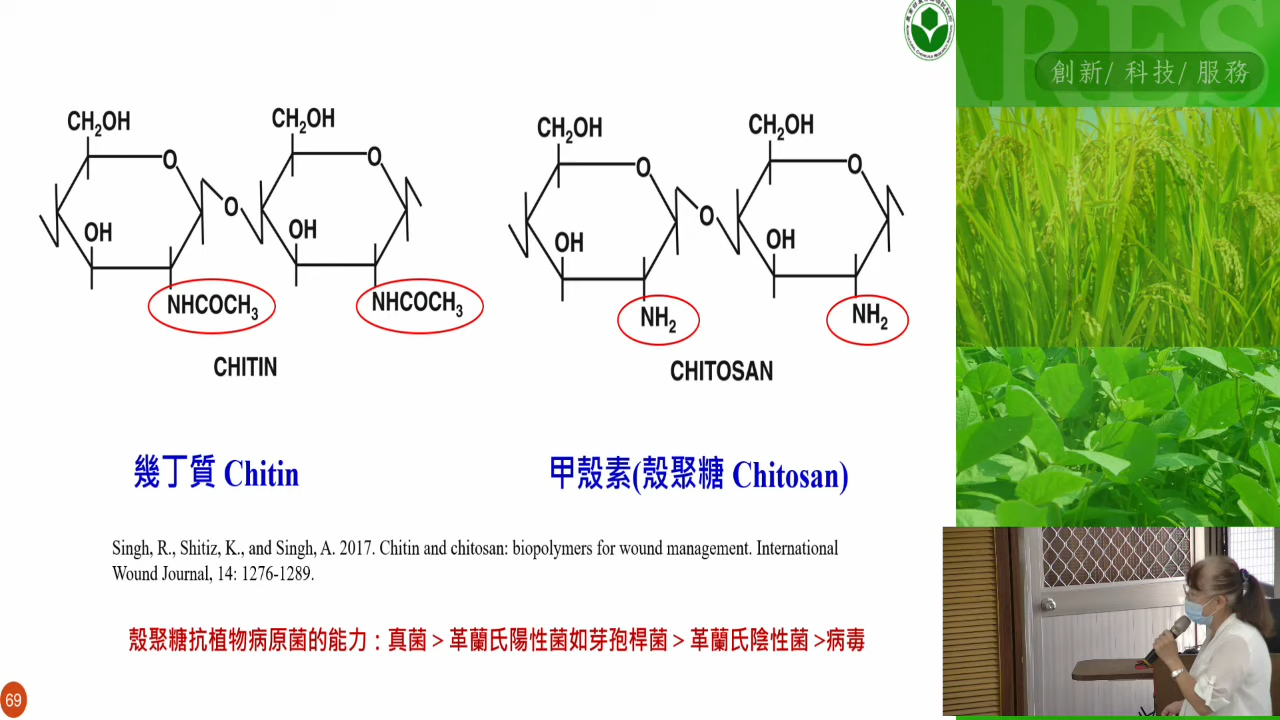 創新/ 科技/ 服務
CH2OH
CH2OH
CH2OH
CH2OH
O
O
O
O
O
O
OH
OH
OH
OH
NHCOCH3
NHCOCH3
NH2
NH2
CHITIN
CHITOSAN
幾丁質 Chitin
甲殼素(殼聚糖 Chitosan)
Singh, R., Shitiz, K., and Singh, A. 2017. Chitin and chitosan: biopolymers for wound management. International
Wound Journal, 14: 1276-1289.
殼聚糖抗植物病原菌的能力：真菌 > 革蘭氏陽性菌如芽孢桿菌 > 革蘭氏陰性菌 >病毒
69